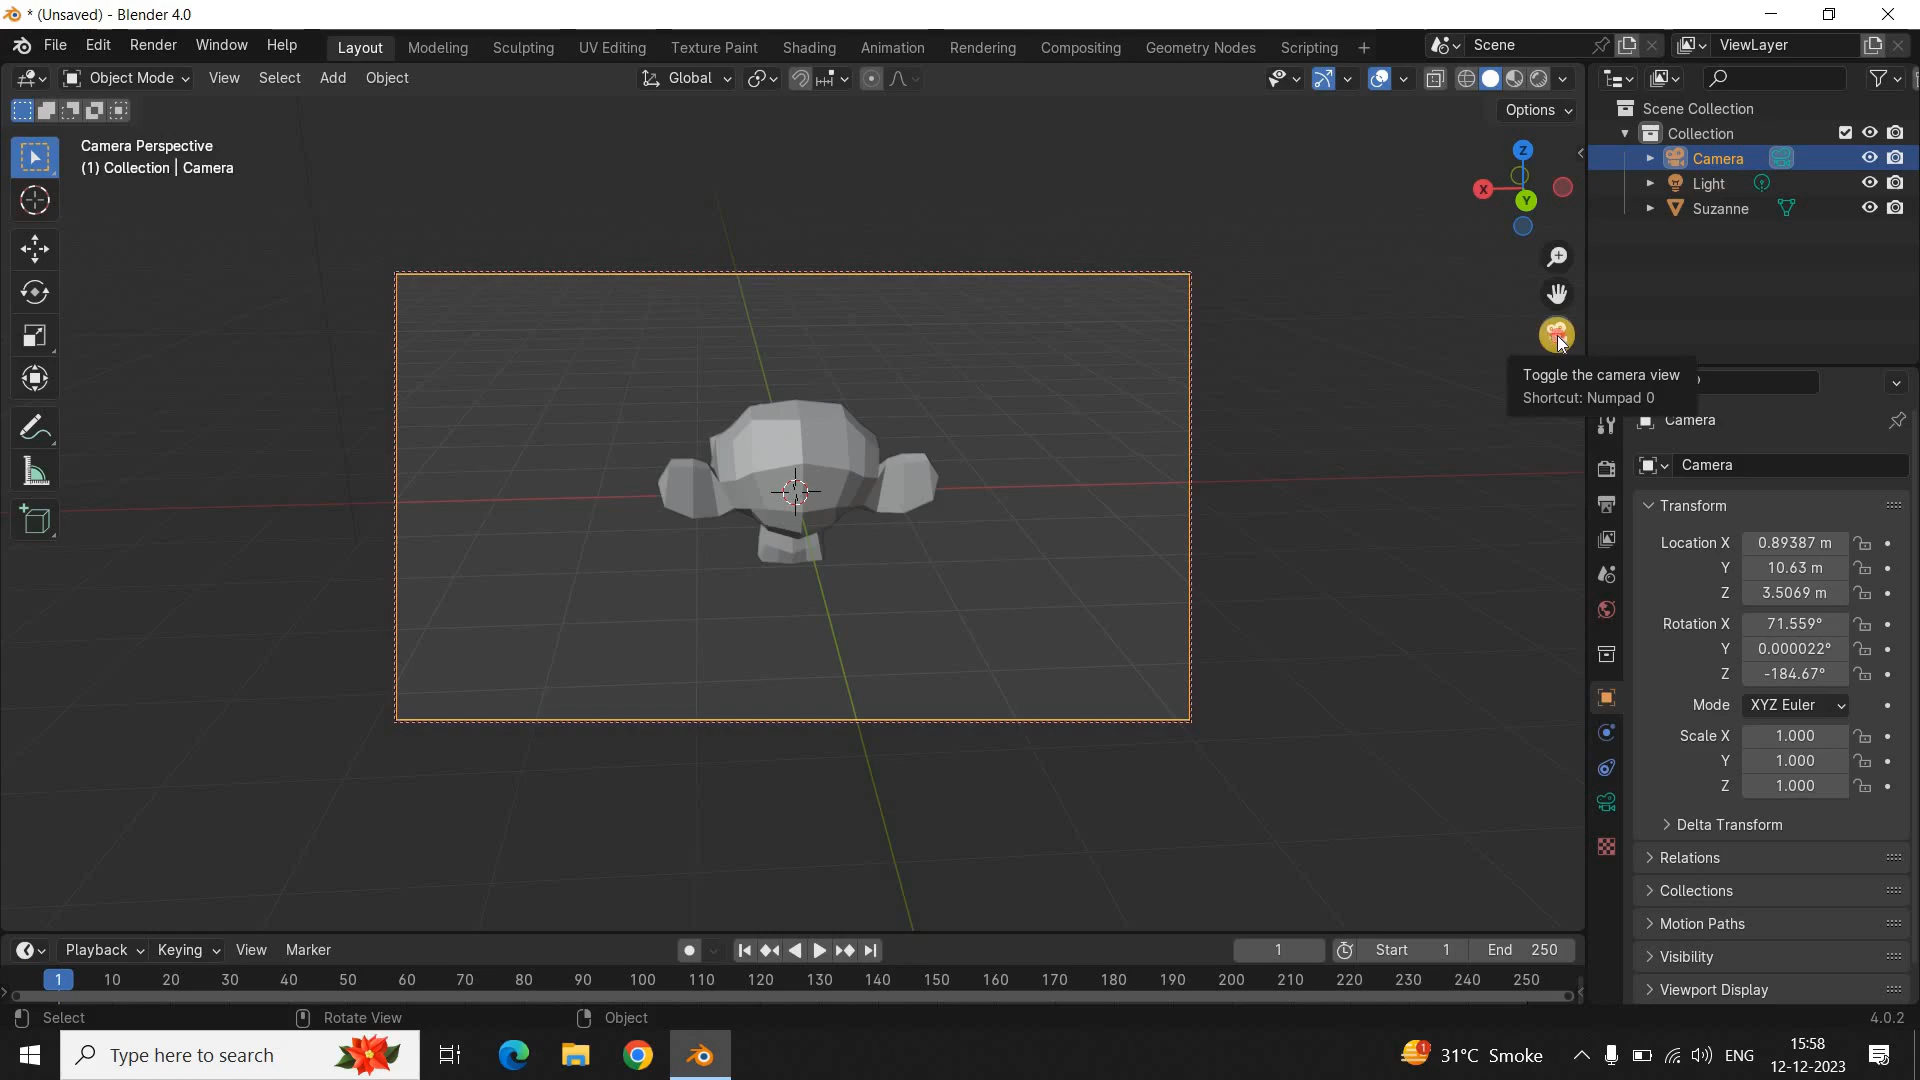 * (Unsaved) - Blender 4.0
File Edit Render Window Help Layout Modeling Sculpting UV Editing Texture Paint Shading Animation Rendering Compositing Geometry Nodes Scripting + Scene ViewLayer
Object Mode View Select Add Object Global
Options
Camera Perspective
(1) Collection | Camera
Z
X
Y
Scene Collection
Collection
Camera
Light
Suzanne
Toggle the camera view
Shortcut: Numpad 0
Camera
Camera
Transform
Location X 0.89387 m
Y 10.63 m
Z 3.5069 m
Rotation X 71.559°
Y 0.000022°
Z -184.67°
Mode XYZ Euler
Scale X 1.000
Y 1.000
Z 1.000
Delta Transform
Relations
Collections
Motion Paths
Visibility
Viewport Display
Playback Keying View Marker 1 Start 1 End 250
1 10 20 30 40 50 60 70 80 90 100 110 120 130 140 150 160 170 180 190 200 210 220 230 240 250
Select Rotate View Object 4.0.2
Type here to search 1 31°C Smoke ENG 15:58
12-12-2023